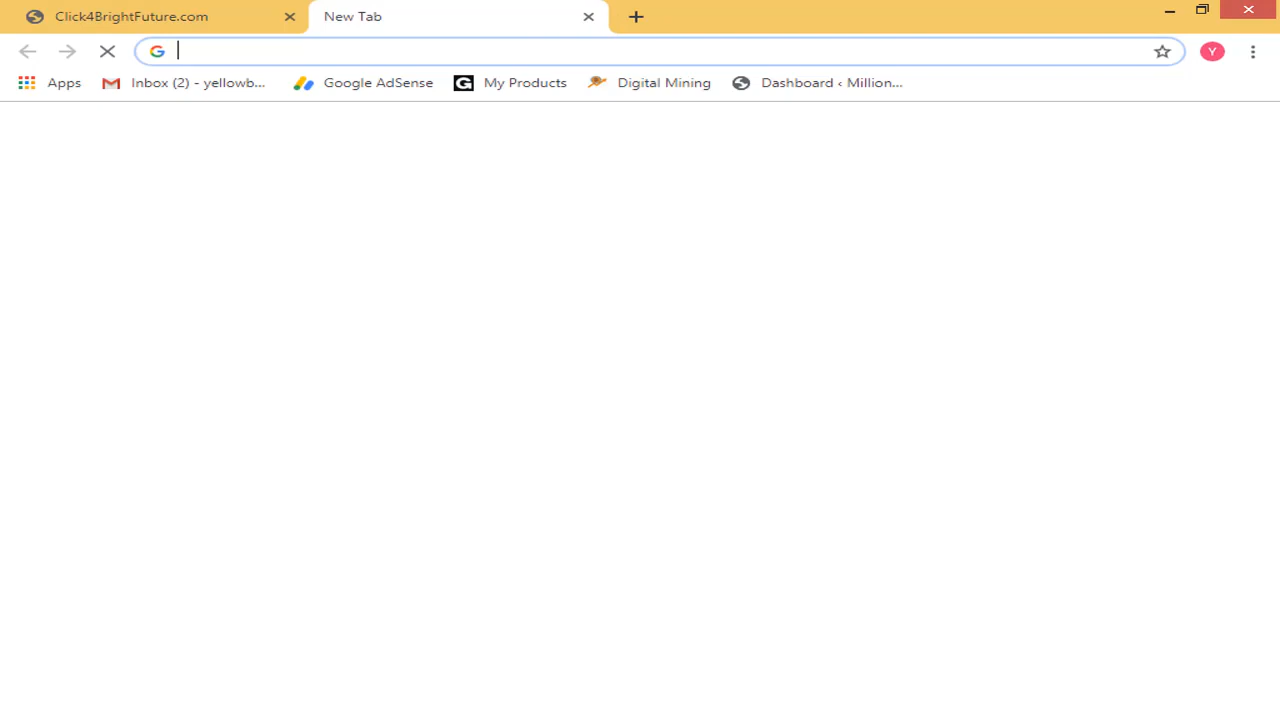 Click4BrightFuture.com New Tab
Apps Inbox (2) - yellowb... Google AdSense My Products Digital Mining Dashboard ‹ Million...
Y